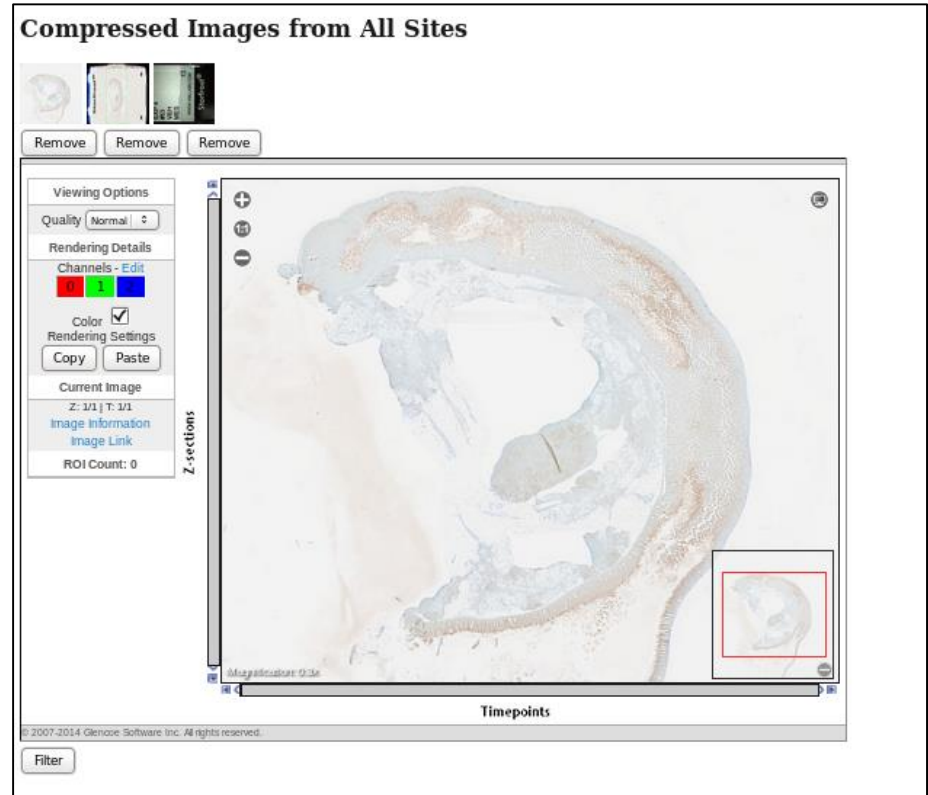 Compressed Images from All Sites
Remove Remove Remove
Viewing Options
Quality Normal
Rendering Details
Channels - Edit
0 1 2
Color
Rendering Settings
Copy Paste
Current Image
Z: 1/1 | T: 1/1
Image Information
Image Link
ROI Count: 0
Z-sections
1:1
Magnification: 0.3x
Timepoints
© 2007-2014 Glencoe Software Inc. All rights reserved.
Filter